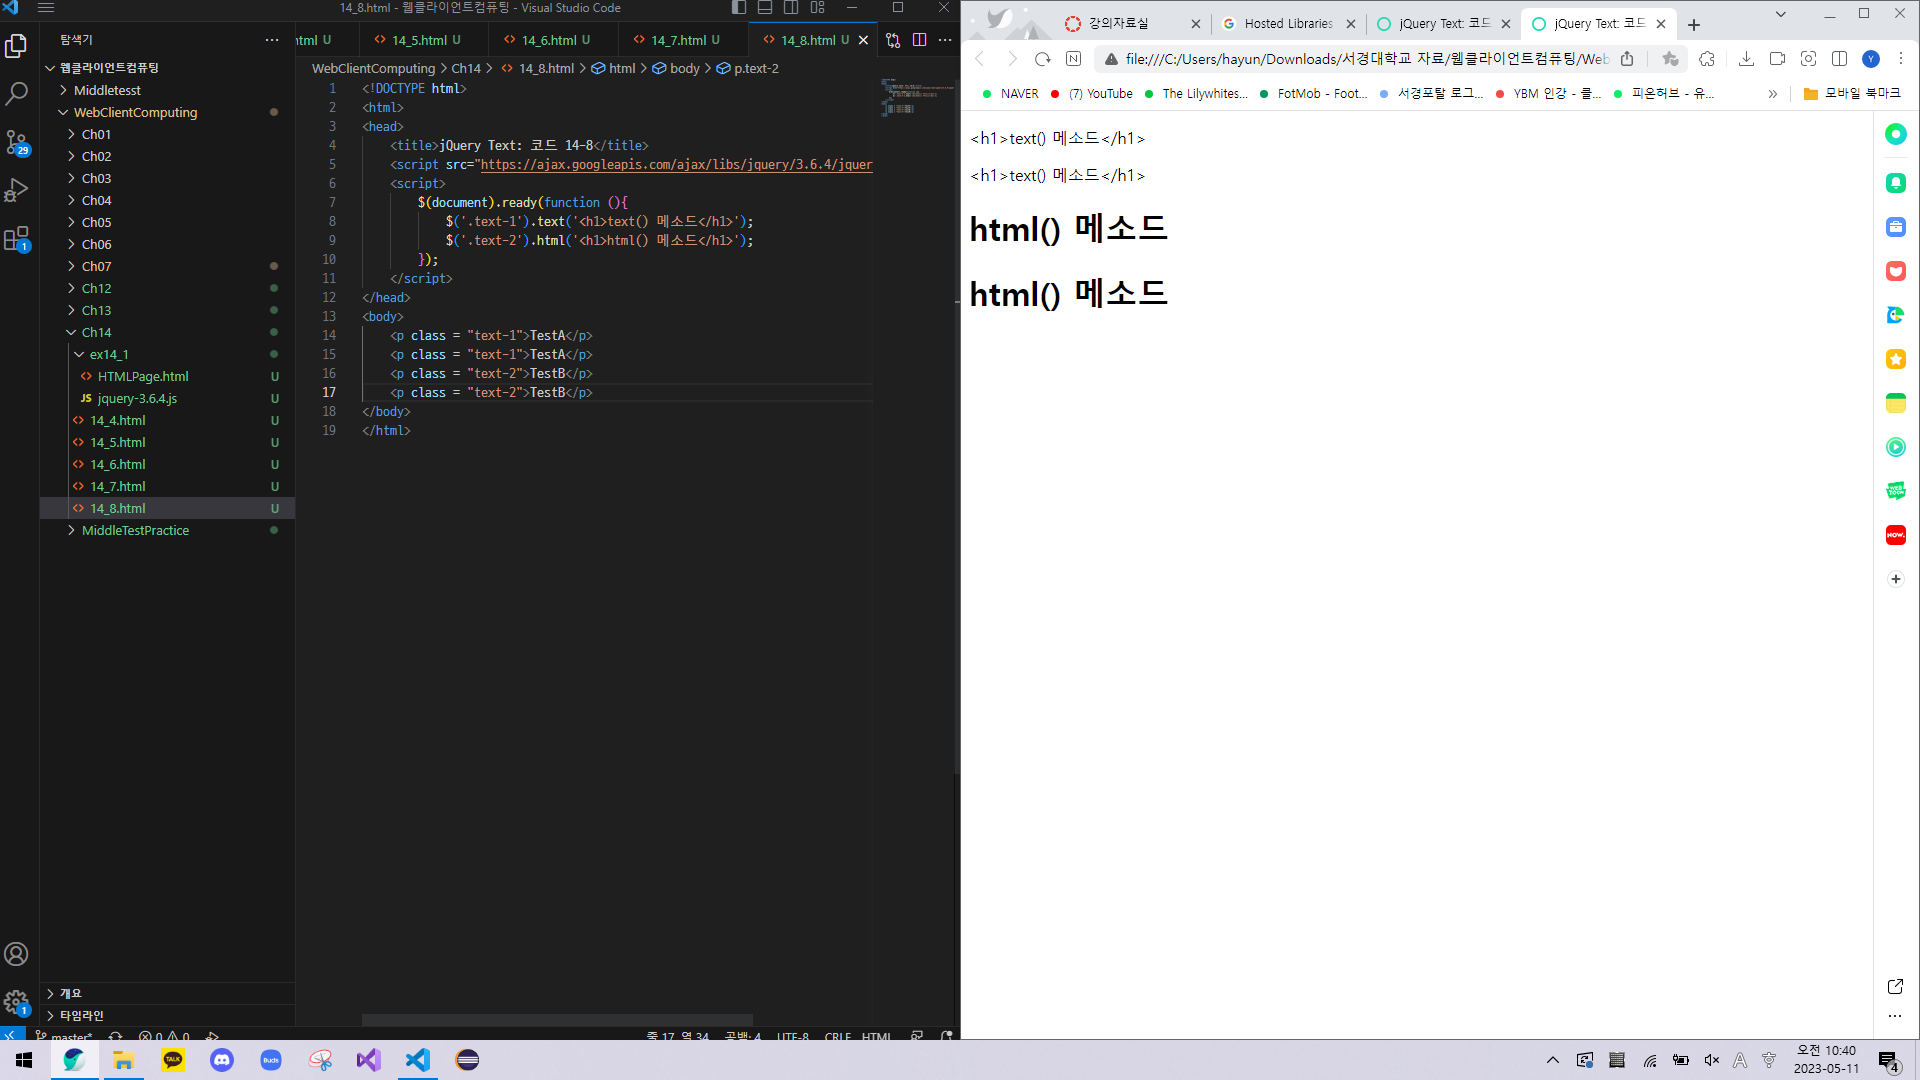 14_8.html - 웹클라이언트컴퓨팅 - Visual Studio Code
탐색기
웹클라이언트컴퓨팅
Middletesst
WebClientComputing
Ch01
Ch02
Ch03
Ch04
Ch05
Ch06
Ch07
Ch12
Ch13
Ch14
ex14_1
HTMLPage.html U
JS jquery-3.6.4.js U
14_4.html U
14_5.html U
14_6.html U
14_7.html U
14_8.html U
MiddleTestPractice
개요
타임라인
29
1
1
html U 14_5.html U 14_6.html U 14_7.html U 14_8.html U
WebClientComputing > Ch14 > 14_8.html > html > body > p.text-2
1 <!DOCTYPE html>
2 <html>
3 <head>
4 <title>jQuery Text: 코드 14-8</title>
5 <script src="https://ajax.googleapis.com/ajax/libs/jquery/3.6.4/jquer
6 <script>
7 $(document).ready(function (){
8 $('.text-1').text('<h1>text() 메소드</h1>');
9 $('.text-2').html('<h1>html() 메소드</h1>');
10 });
11 </script>
12 </head>
13 <body>
14 <p class = "text-1">TestA</p>
15 <p class = "text-1">TestA</p>
16 <p class = "text-2">TestB</p>
17 <p class = "text-2">TestB</p>
18 </body>
19 </html>
master* 0 0 줄 17, 열 34 공백: 4 UTF-8 CRLF HTML
강의자료실 Hosted Libraries jQuery Text: 코드 jQuery Text: 코드
file:///C:/Users/hayun/Downloads/서경대학교 자료/웹클라이언트컴퓨팅/Web
NAVER (7) YouTube The Lilywhites... FotMob - Foot... 서경포탈 로그... YBM 인강 - 클... 피온허브 - 유... » 모바일 북마크
<h1>text() 메소드</h1>
<h1>text() 메소드</h1>
html() 메소드
html() 메소드
WEB TOON
NOW.
TALK
Buds
오전 10:40
2023-05-11
4